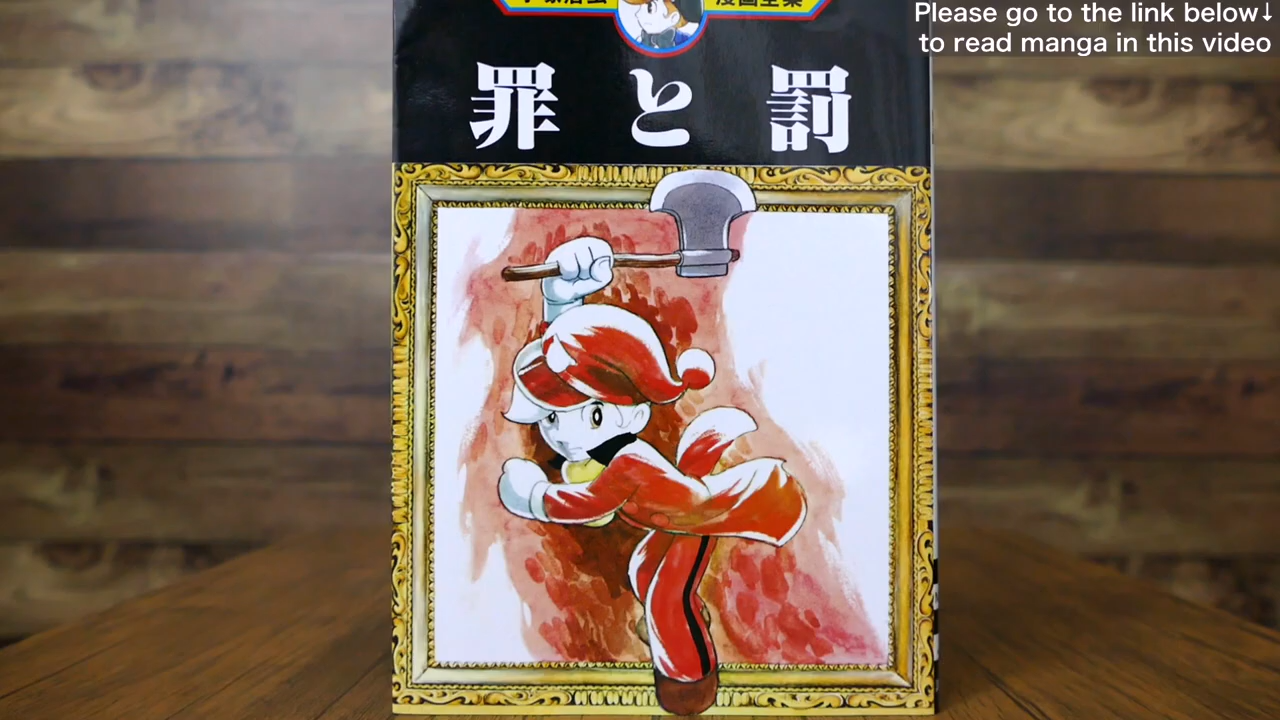 Please go to the link below↓
to read manga in this video
罪と罰